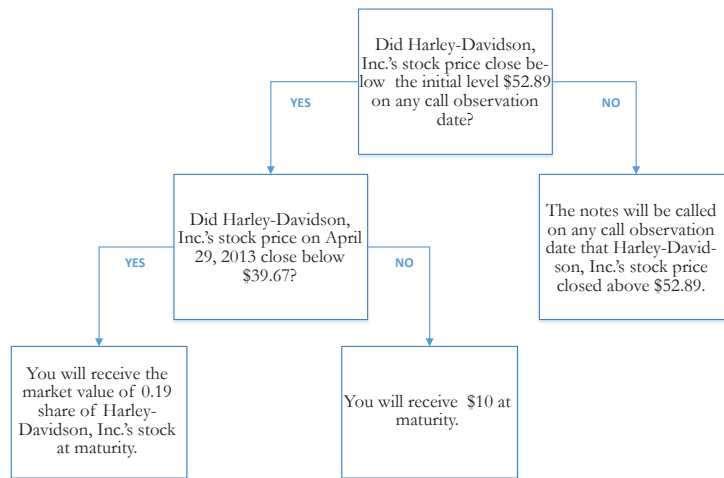 Did Harley-Davidson,
Inc.'s stock price close be-
low the initial level $52.89
on any call observation
date?
YES
NO
Did Harley-Davidson,
Inc.'s stock price on April
29, 2013 close below
$39.67?
The notes will be called
on any call observation
date that Harley-David-
son, Inc.'s stock price
closed above $52.89.
YES
NO
You will receive the
market value of 0.19
share of Harley-
Davidson, Inc.'s stock
at maturity.
You will receive $10 at
maturity.